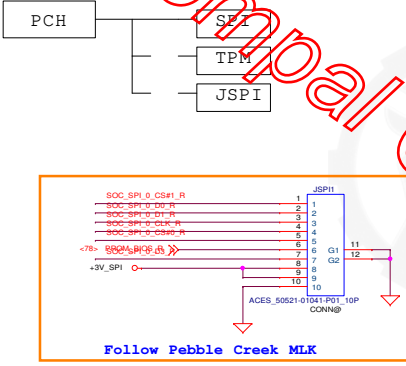 PCH
SPI
TPM
JSPI
ompal
SOC_SPI_0_CS#1_R
SOC_SPI_0_D0_R
SOC_SPI_0_D1_R
SOC_SPI_0_CLK_R
SOC_SPI_0_CS#0_R
<78> PROM_BIOS_R
SOC_SPI_0_D3_R
+3V_SPI
1
2
3
4
5
6
7
8
9
10
JSPI1
1
2
3
4
5
6
7
8
9
10
G1
G2
11
12
ACES_50521-01041-P01_10P
CONN@
Follow Pebble Creek MLK